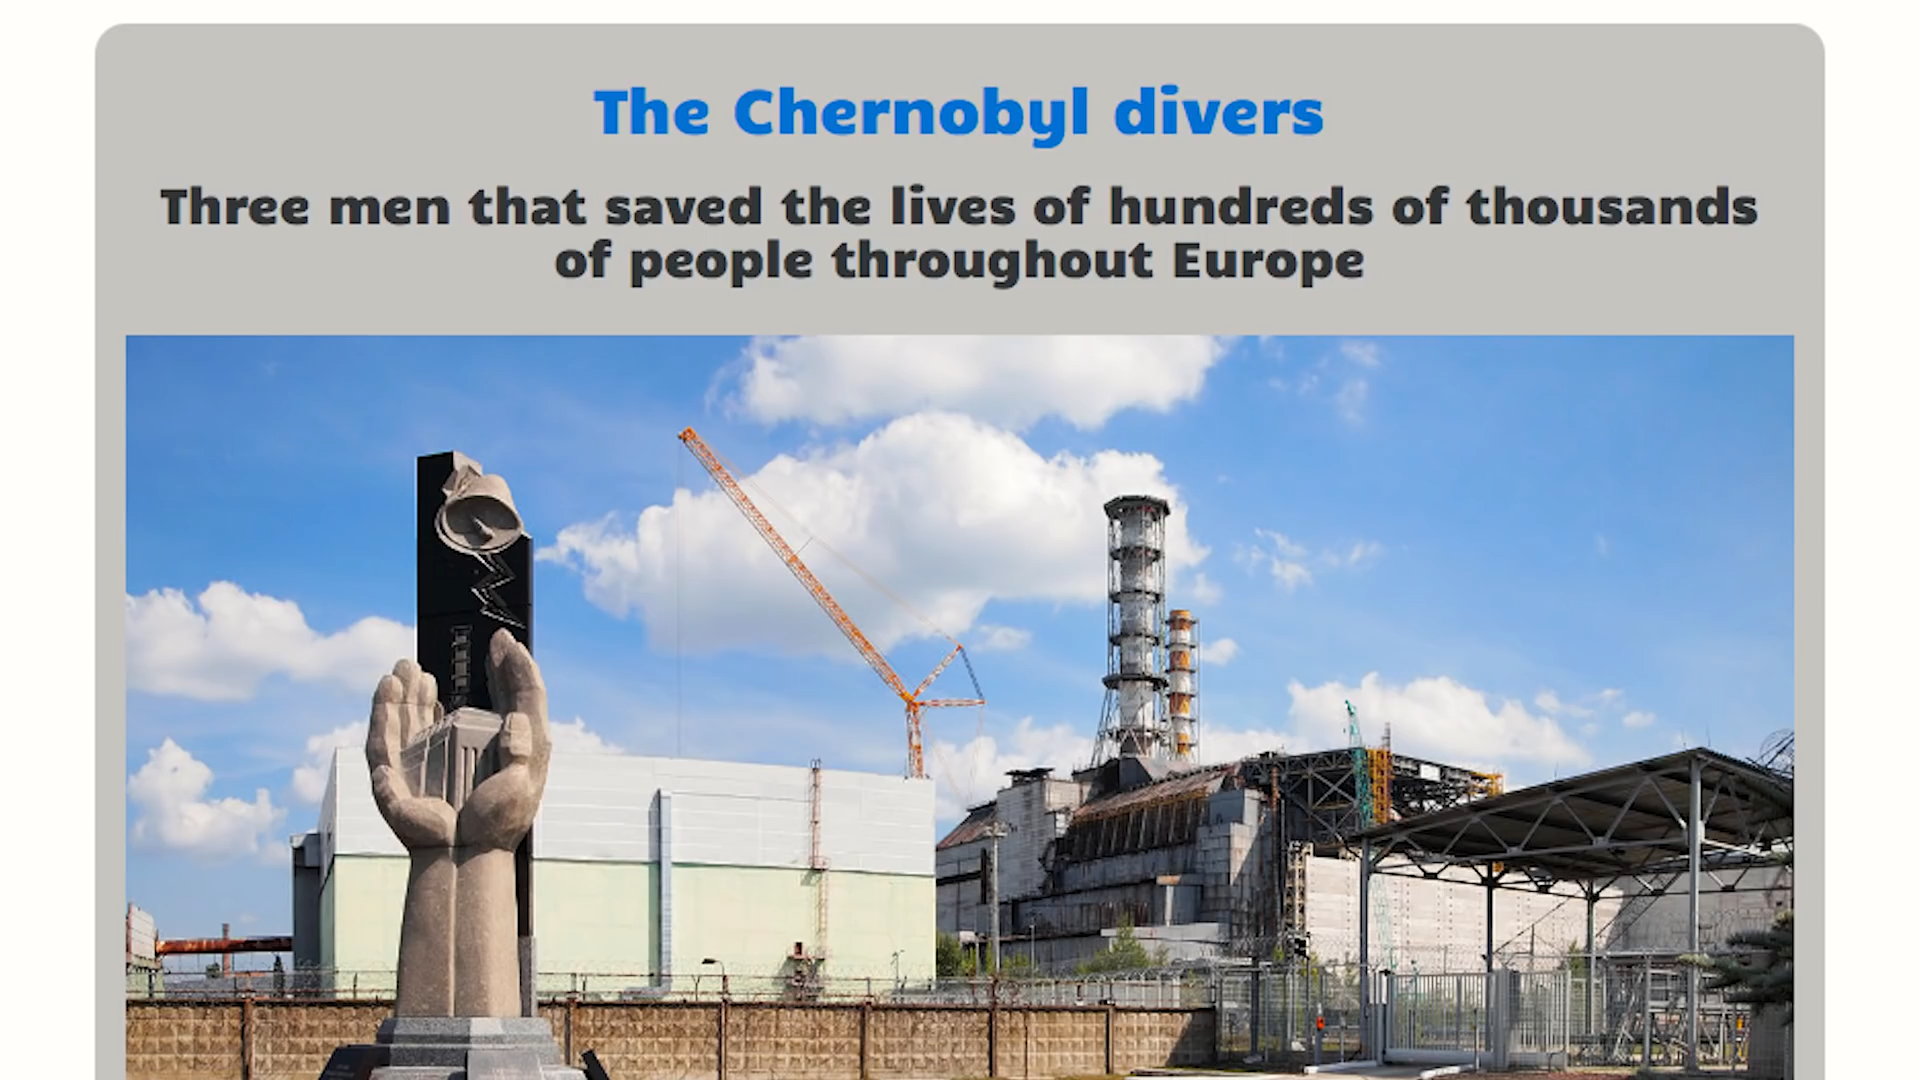 The Chernobyl divers
Three men that saved the lives of hundreds of thousands
of people throughout Europe